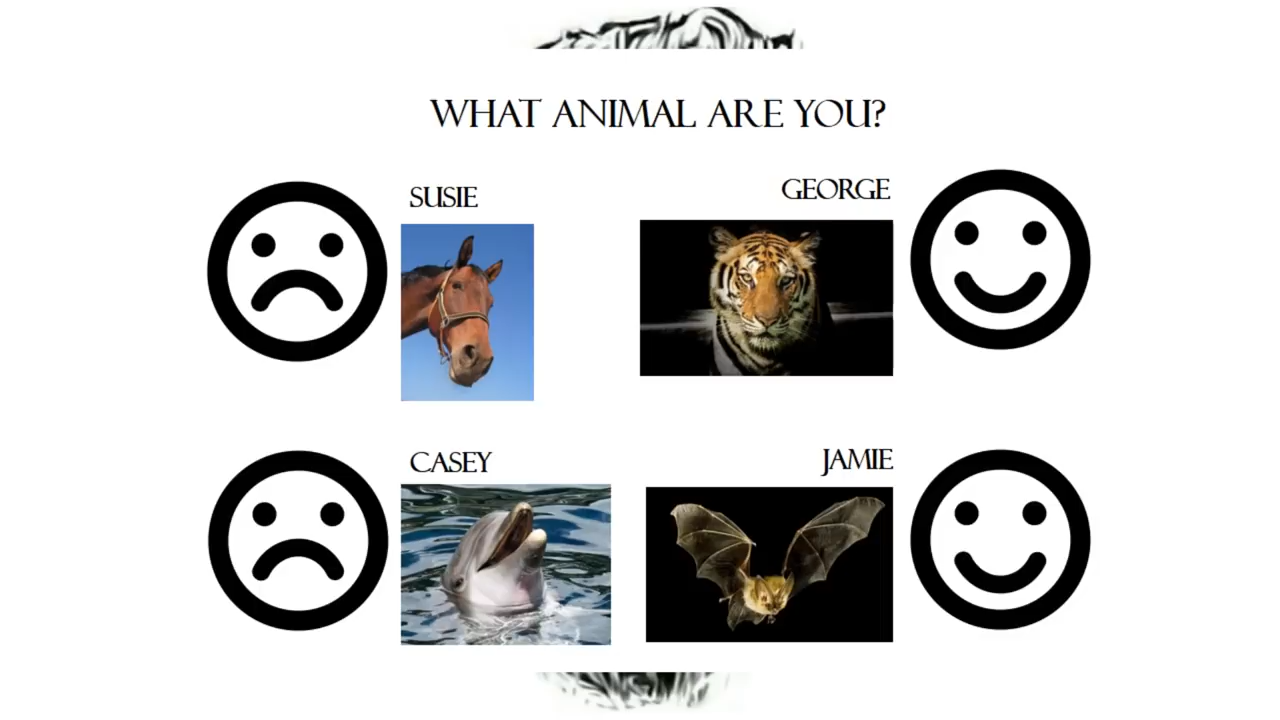 WHAT ANIMAL ARE YOU?
SUSIE
GEORGE
CASEY
JAMIE